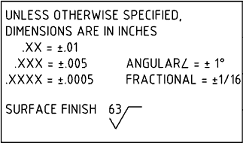 UNLESS OTHERWISE SPECIFIED,
DIMENSIONS ARE IN INCHES
.XX = ±.01
.XXX = ±.005 ANGULAR∠ = ± 1°
.XXXX = ±.0005 FRACTIONAL = ±1/16
SURFACE FINISH 63√